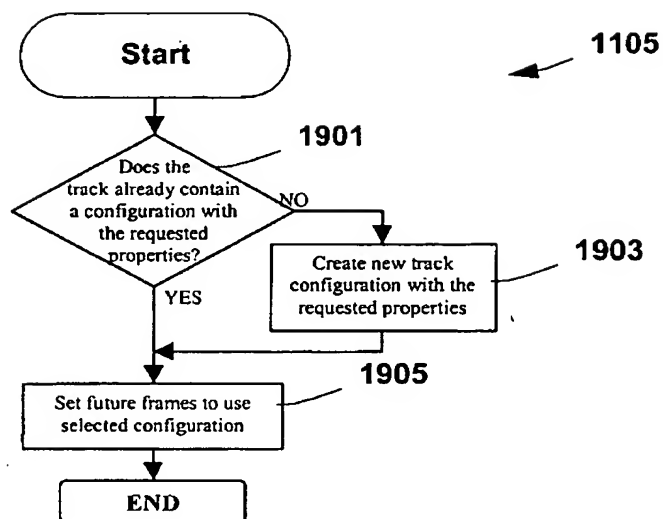 Start
1105
1901
Does the
track already contain
a configuration with
the requested
properties?
NO
YES
Create new track
configuration with the
requested properties
1903
1905
Set future frames to use
selected configuration
END